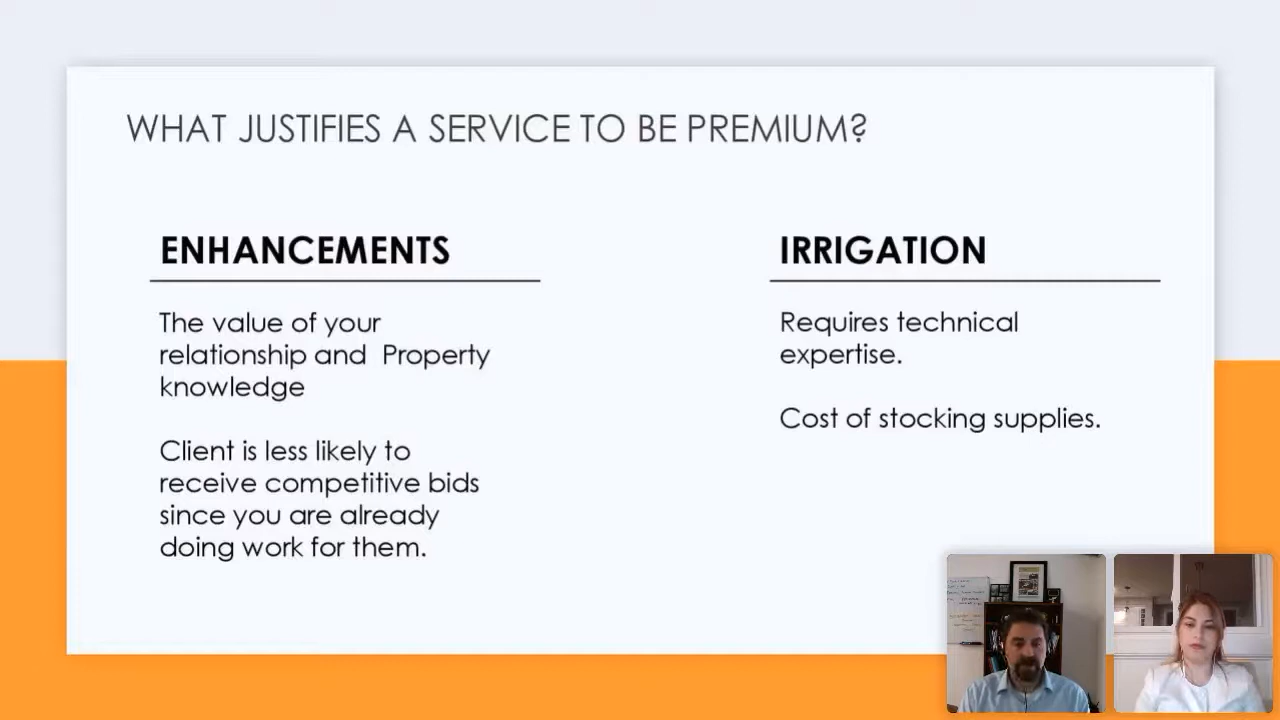 WHAT JUSTIFIES A SERVICE TO BE PREMIUM?
ENHANCEMENTS
The value of your
relationship and  Property
knowledge
Client is less likely to
receive competitive bids
since you are already
doing work for them.
IRRIGATION
Requires technical
expertise.
Cost of stocking supplies.